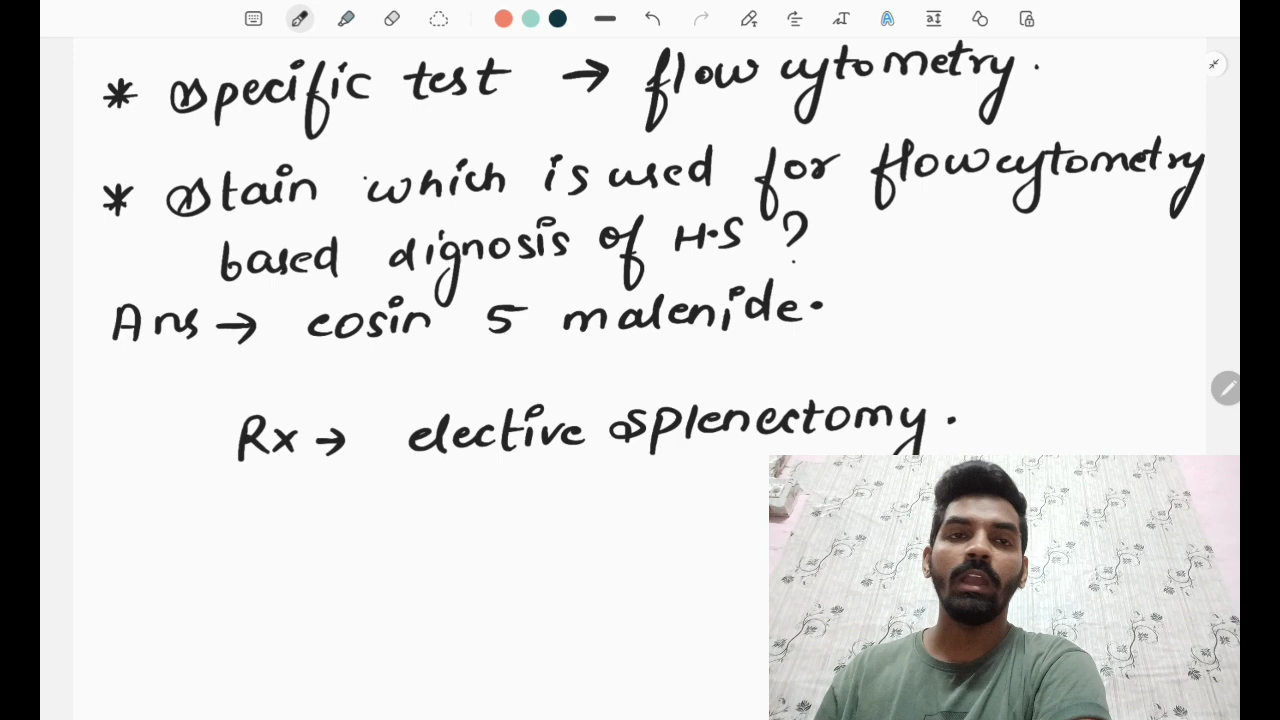 * specific test → flow cytometry.
* stain which is used for flowcytometry
based dignosis of H.S ?
Ans → eosin 5 malenide.
Rx → elective splenectomy.